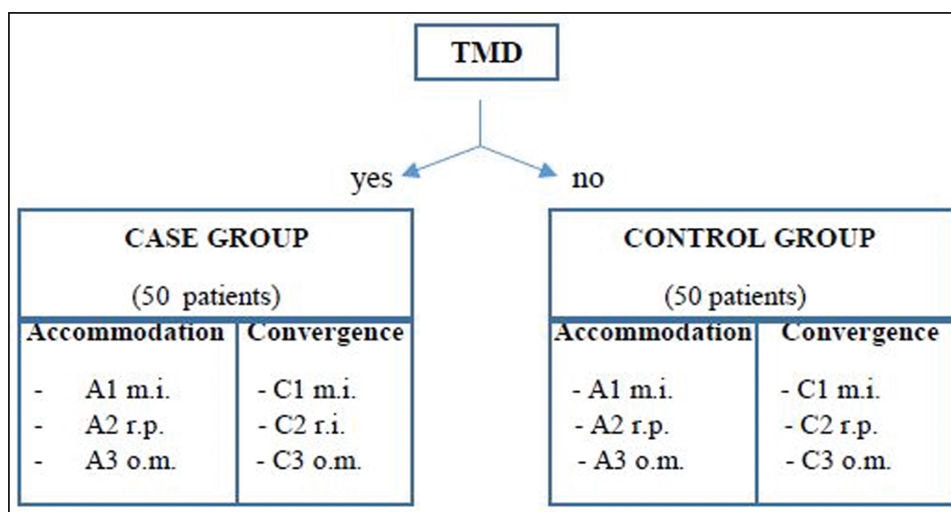 TMD
yes no
CASE GROUP
(50 patients)
Accommodation Convergence
- A1 m.i. - C1 m.i.
- A2 r.p. - C2 r.i.
- A3 o.m. - C3 o.m.
CONTROL GROUP
(50 patients)
Accommodation Convergence
- A1 m.i. - C1 m.i.
- A2 r.p. - C2 r.p.
- A3 o.m. - C3 o.m.